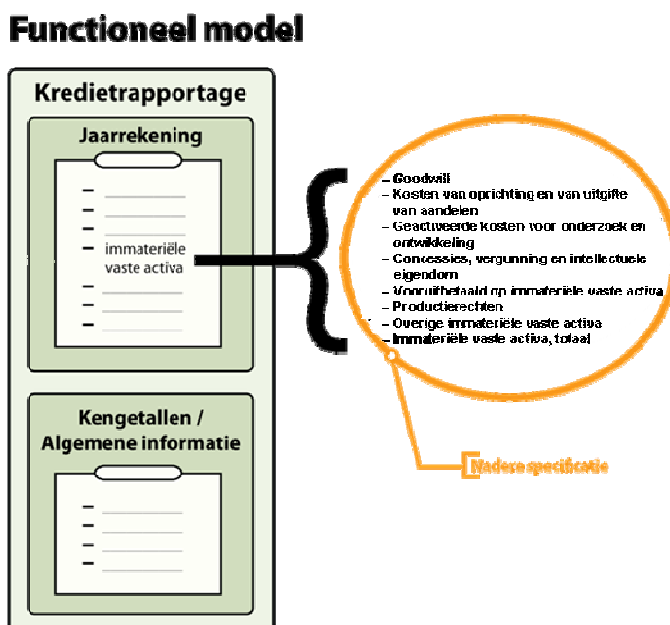 Functioneel model
Kredietrapportage
Jaarrekening
immateriële
vaste activa
– Goodwill
– Kosten van oprichting en van uitgifte
van aandelen
– Geactiveerde kosten voor onderzoek en
ontwikkeling
– Concessies, vergunning en intellectuele
eigendom
– Vooruitbetaald op immateriële vaste activa
– Productierechten
– Overige immateriële vaste activa
– Immateriële vaste activa, totaal
Nadere specificatie
Kengetallen /
Algemene informatie